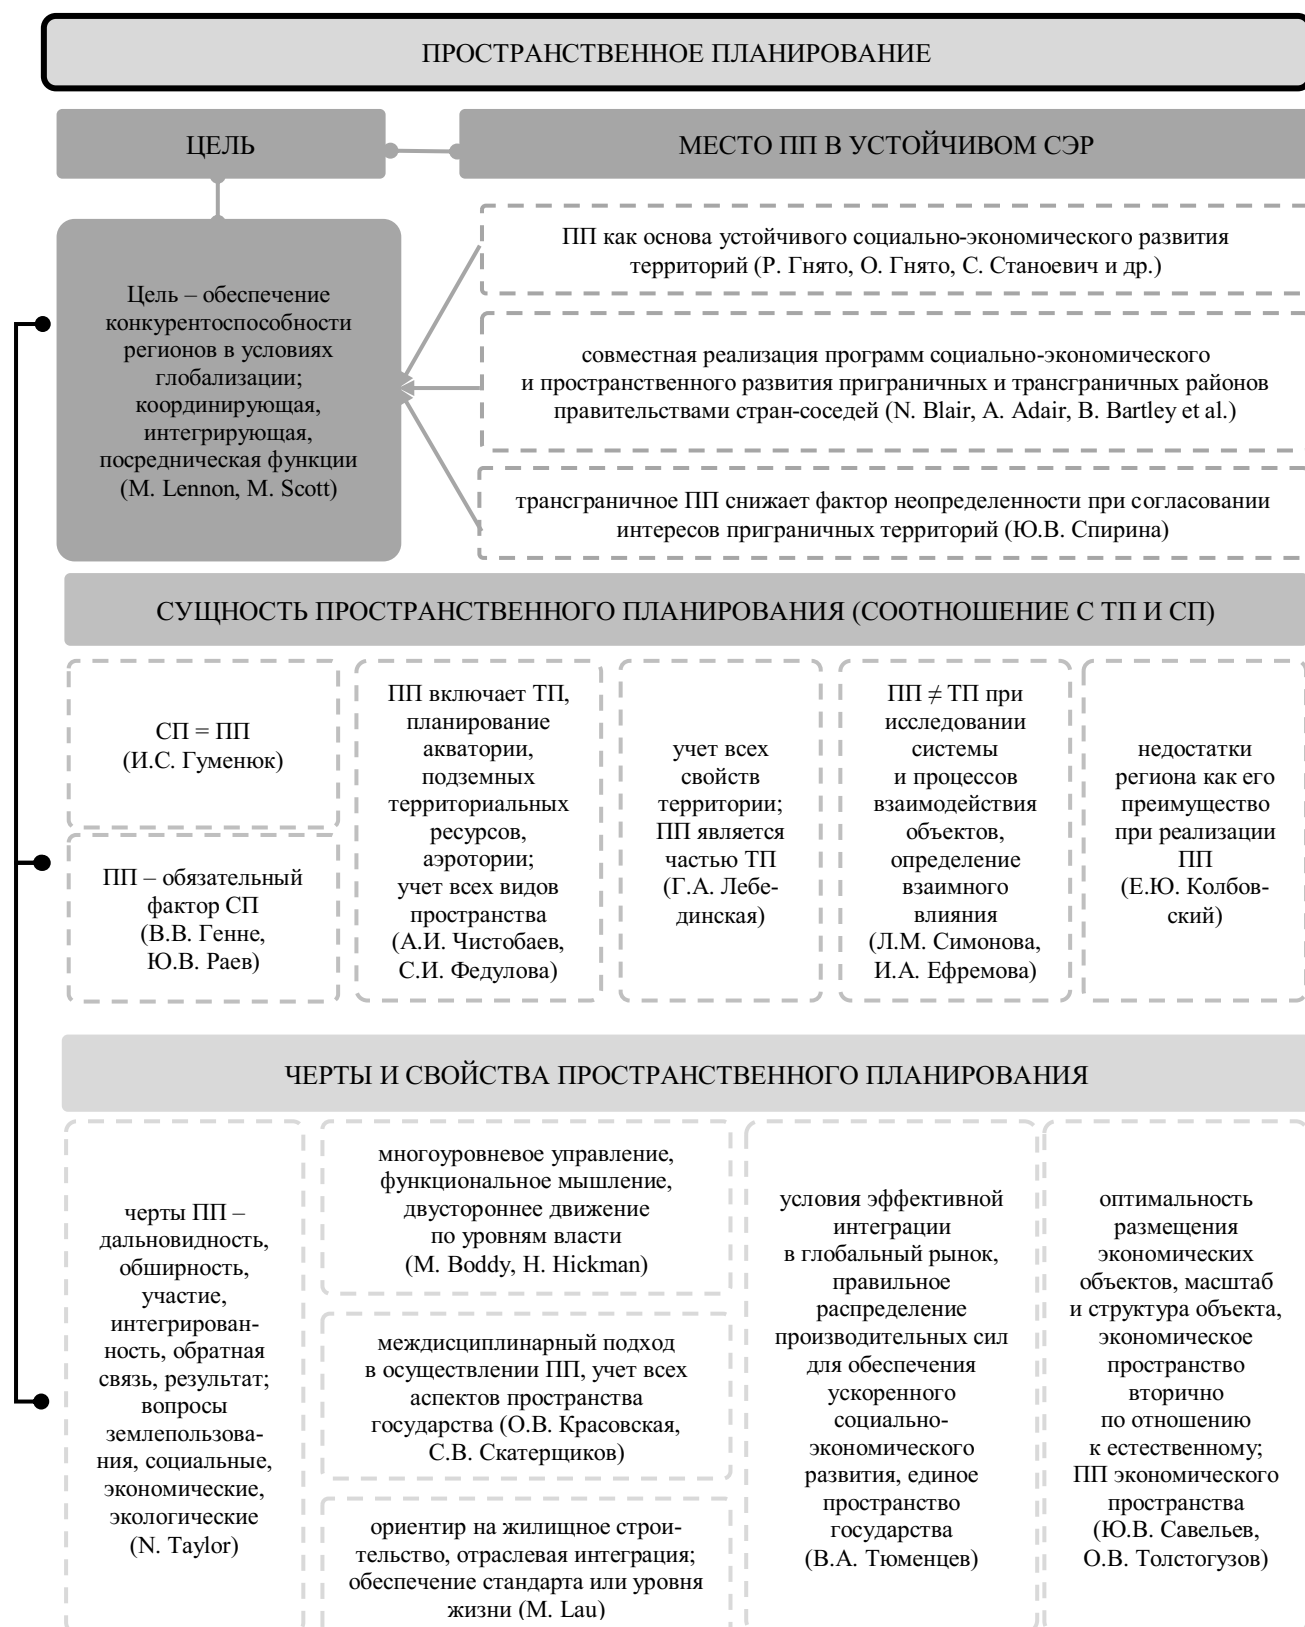 ПРОСТРАНСТВЕННОЕ ПЛАНИРОВАНИЕ
ЦЕЛЬ
МЕСТО ПП В УСТОЙЧИВОМ СЭР
Цель – обеспечение
конкурентоспособности
регионов в условиях
глобализации;
координирующая,
интегрирующая,
посредническая функции
(M. Lennon, M. Scott)
ПП как основа устойчивого социально-экономического развития
территорий (Р. Гнято, О. Гнято, С. Станоевич и др.)
совместная реализация программ социально-экономического
и пространственного развития приграничных и трансграничных районов
правительствами стран-соседей (N. Blair, A. Adair, B. Bartley et al.)
трансграничное ПП снижает фактор неопределенности при согласовании
интересов приграничных территорий (Ю.В. Спирина)
СУЩНОСТЬ ПРОСТРАНСТВЕННОГО ПЛАНИРОВАНИЯ (СООТНОШЕНИЕ С ТП И СП)
СП = ПП
(И.С. Гуменюк)
ПП – обязательный
фактор СП
(В.В. Генне,
Ю.В. Раев)
ПП включает ТП,
планирование
акватории,
подземных
территориальных
ресурсов,
аэротории;
учет всех видов
пространства
(А.И. Чистобаев,
С.И. Федулова)
учет всех
свойств
территории;
ПП является
частью ТП
(Г.А. Лебе-
динская)
ПП ≠ ТП при
исследовании
системы
и процессов
взаимодействия
объектов,
определение
взаимного
влияния
(Л.М. Симонова,
И.А. Ефремова)
недостатки
региона как его
преимущество
при реализации
ПП
(Е.Ю. Колбов-
ский)
ЧЕРТЫ И СВОЙСТВА ПРОСТРАНСТВЕННОГО ПЛАНИРОВАНИЯ
черты ПП –
дальновидность,
обширность,
участие,
интегрирован-
ность, обратная
связь, результат;
вопросы
землепользова-
ния, социальные,
экономические,
экологические
(N. Taylor)
многоуровневое управление,
функциональное мышление,
двустороннее движение
по уровням власти
(M. Boddy, H. Hickman)
междисциплинарный подход
в осуществлении ПП, учет всех
аспектов пространства
государства (О.В. Красовская,
С.В. Скатерщиков)
ориентир на жилищное строи-
тельство, отраслевая интеграция;
обеспечение стандарта или уровня
жизни (M. Lau)
условия эффективной
интеграции
в глобальный рынок,
правильное
распределение
производительных сил
для обеспечения
ускоренного
социально-
экономического
развития, единое
пространство
государства
(В.А. Тюменцев)
оптимальность
размещения
экономических
объектов, масштаб
и структура объекта,
экономическое
пространство
вторично
по отношению
к естественному;
ПП экономического
пространства
(Ю.В. Савельев,
О.В. Толстогузов)